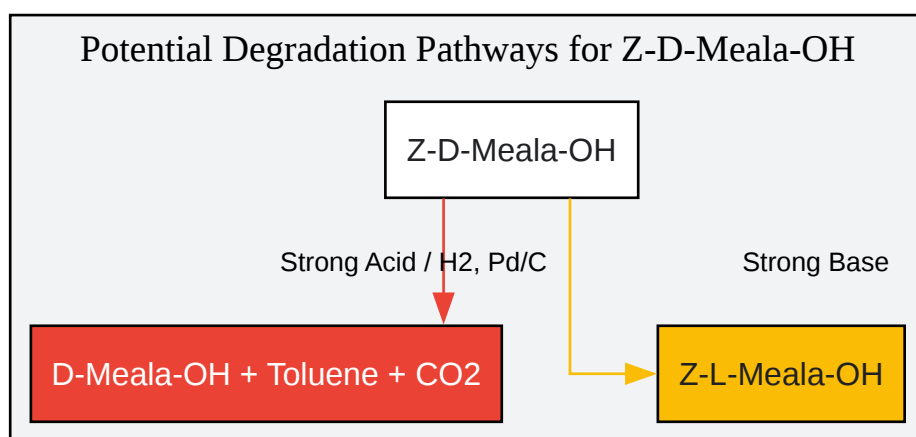 Potential Degradation Pathways for Z-D-Meala-OH
Z-D-Meala-OH
Strong Acid / H2, Pd/C
Strong Base
D-Meala-OH + Toluene + CO2
Z-L-Meala-OH